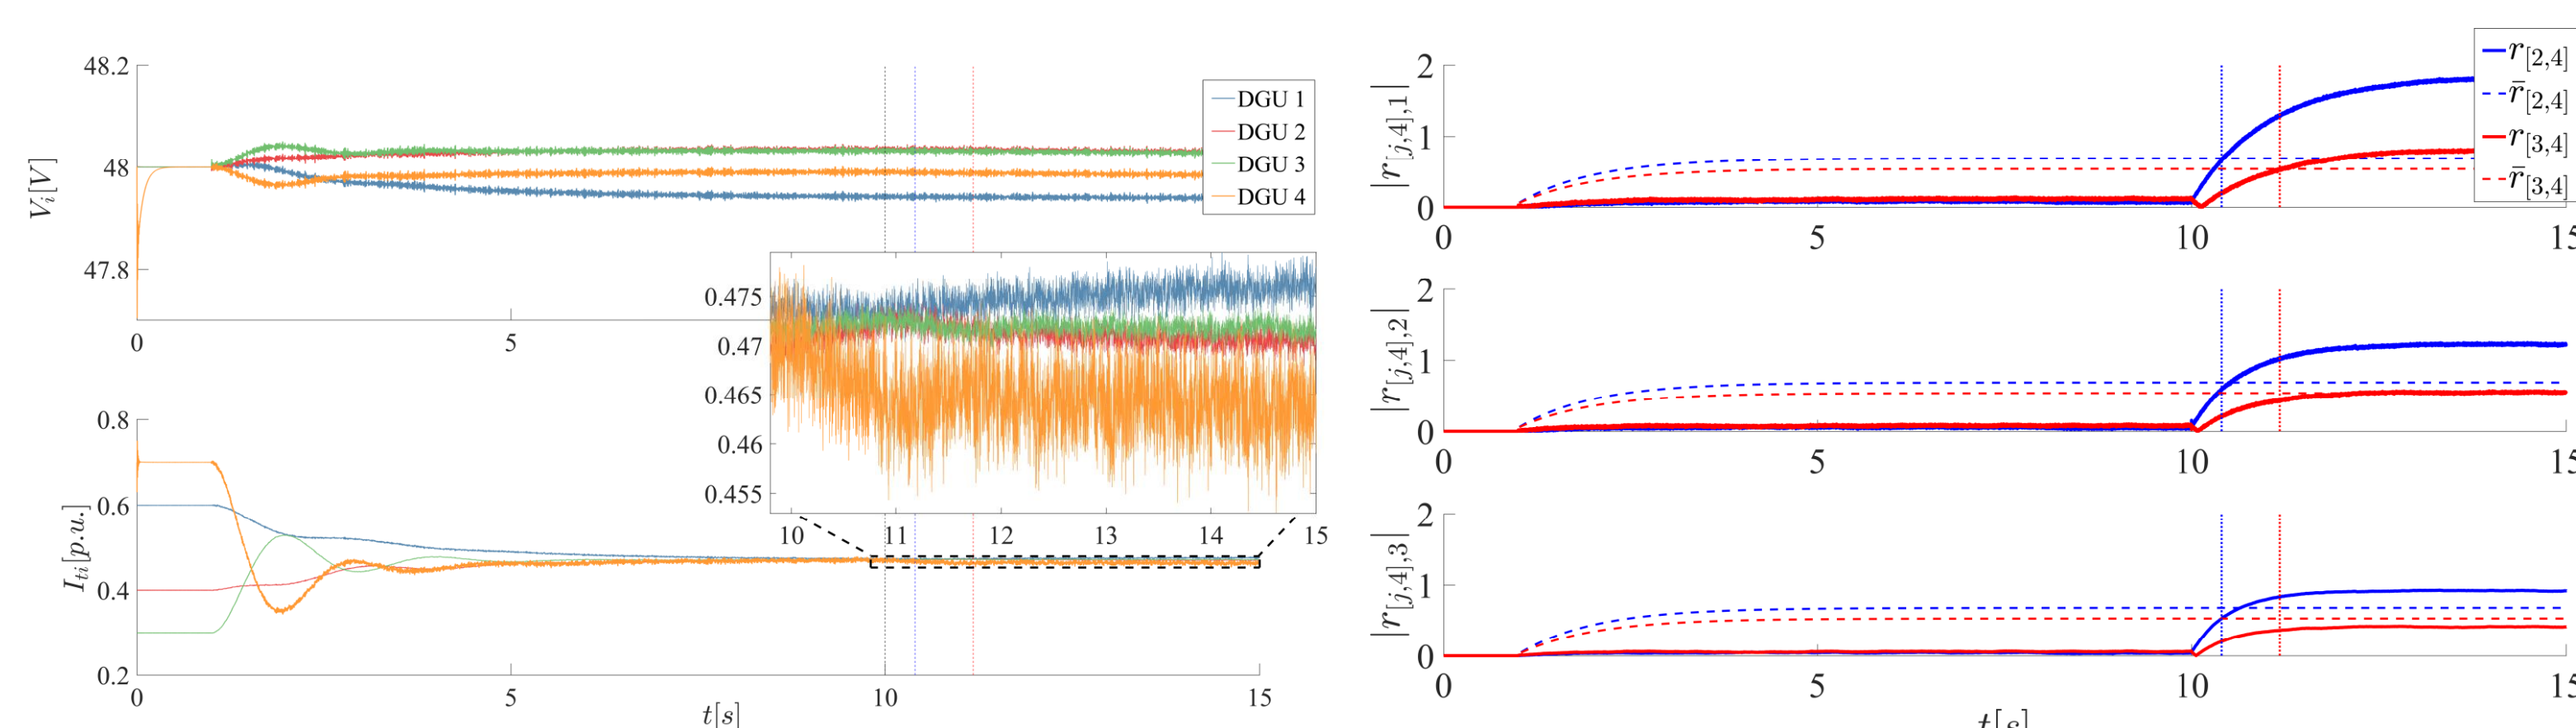 48.2
48
47.8
V_i[V]
0 5
DGU 1
DGU 2
DGU 3
DGU 4
0.475
0.47
0.465
0.46
0.455
10 11 12 13 14 15
0.8
0.6
0.4
0.2
I_{ti}[p.u.]
0 5 10 15
t[s]
2
1
0
|r_{[j,4],1}|
0 5 10 15
r_{[2,4]}
r̄_{[2,4]}
r_{[3,4]}
r̄_{[3,4]}
2
1
0
|r_{[j,4],2}|
0 5 10 15
2
1
0
|r_{[j,4],3}|
0 5 10 15
t[s]